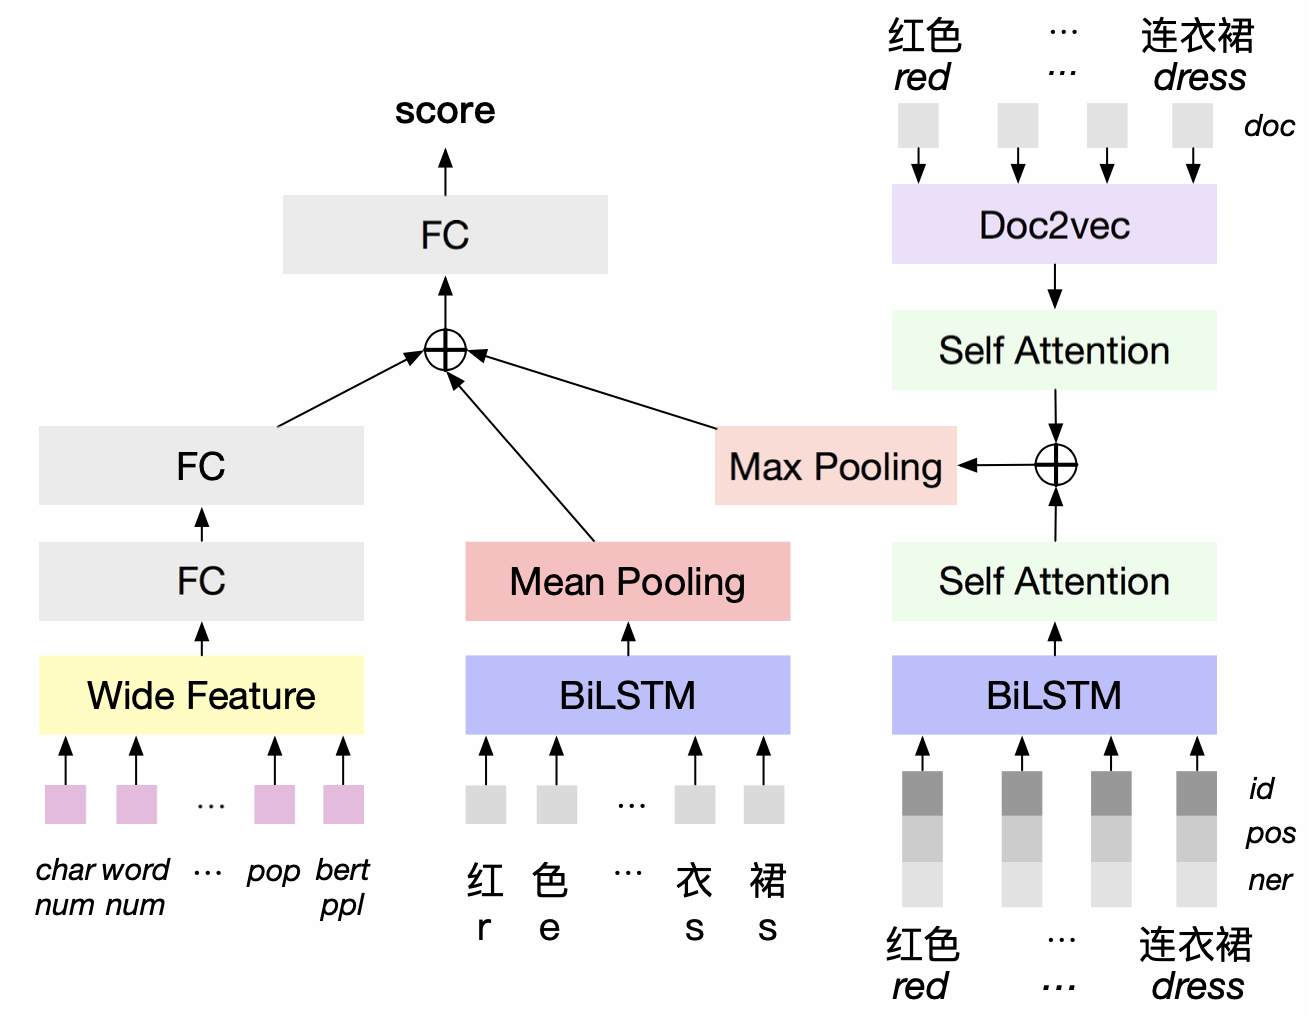 红色 … 连衣裙
red … dress
doc
score
Doc2vec
FC
Self Attention
FC
Max Pooling
FC
Mean Pooling
Self Attention
Wide Feature
BiLSTM
BiLSTM
id
pos
ner
char word … pop bert
num num ppl
红 色 … 衣 裙
r e s s
红色 … 连衣裙
red … dress